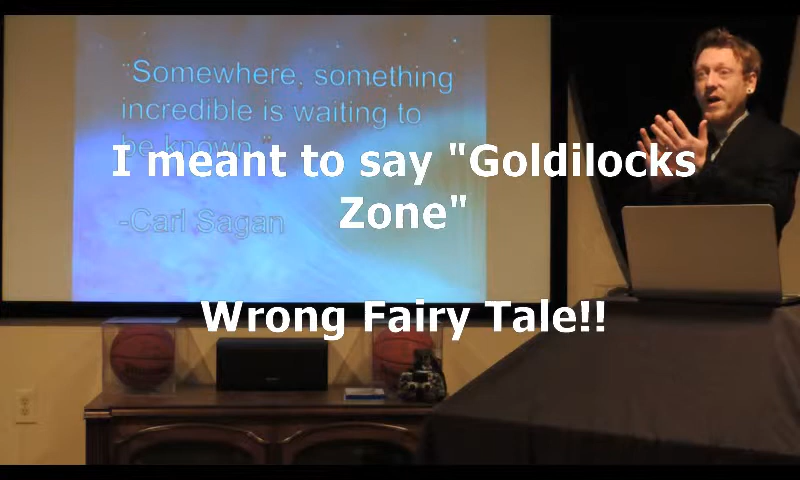 "Somewhere, something
incredible is waiting to
be known."
-Carl Sagan
I meant to say "Goldilocks
Zone"
Wrong Fairy Tale!!